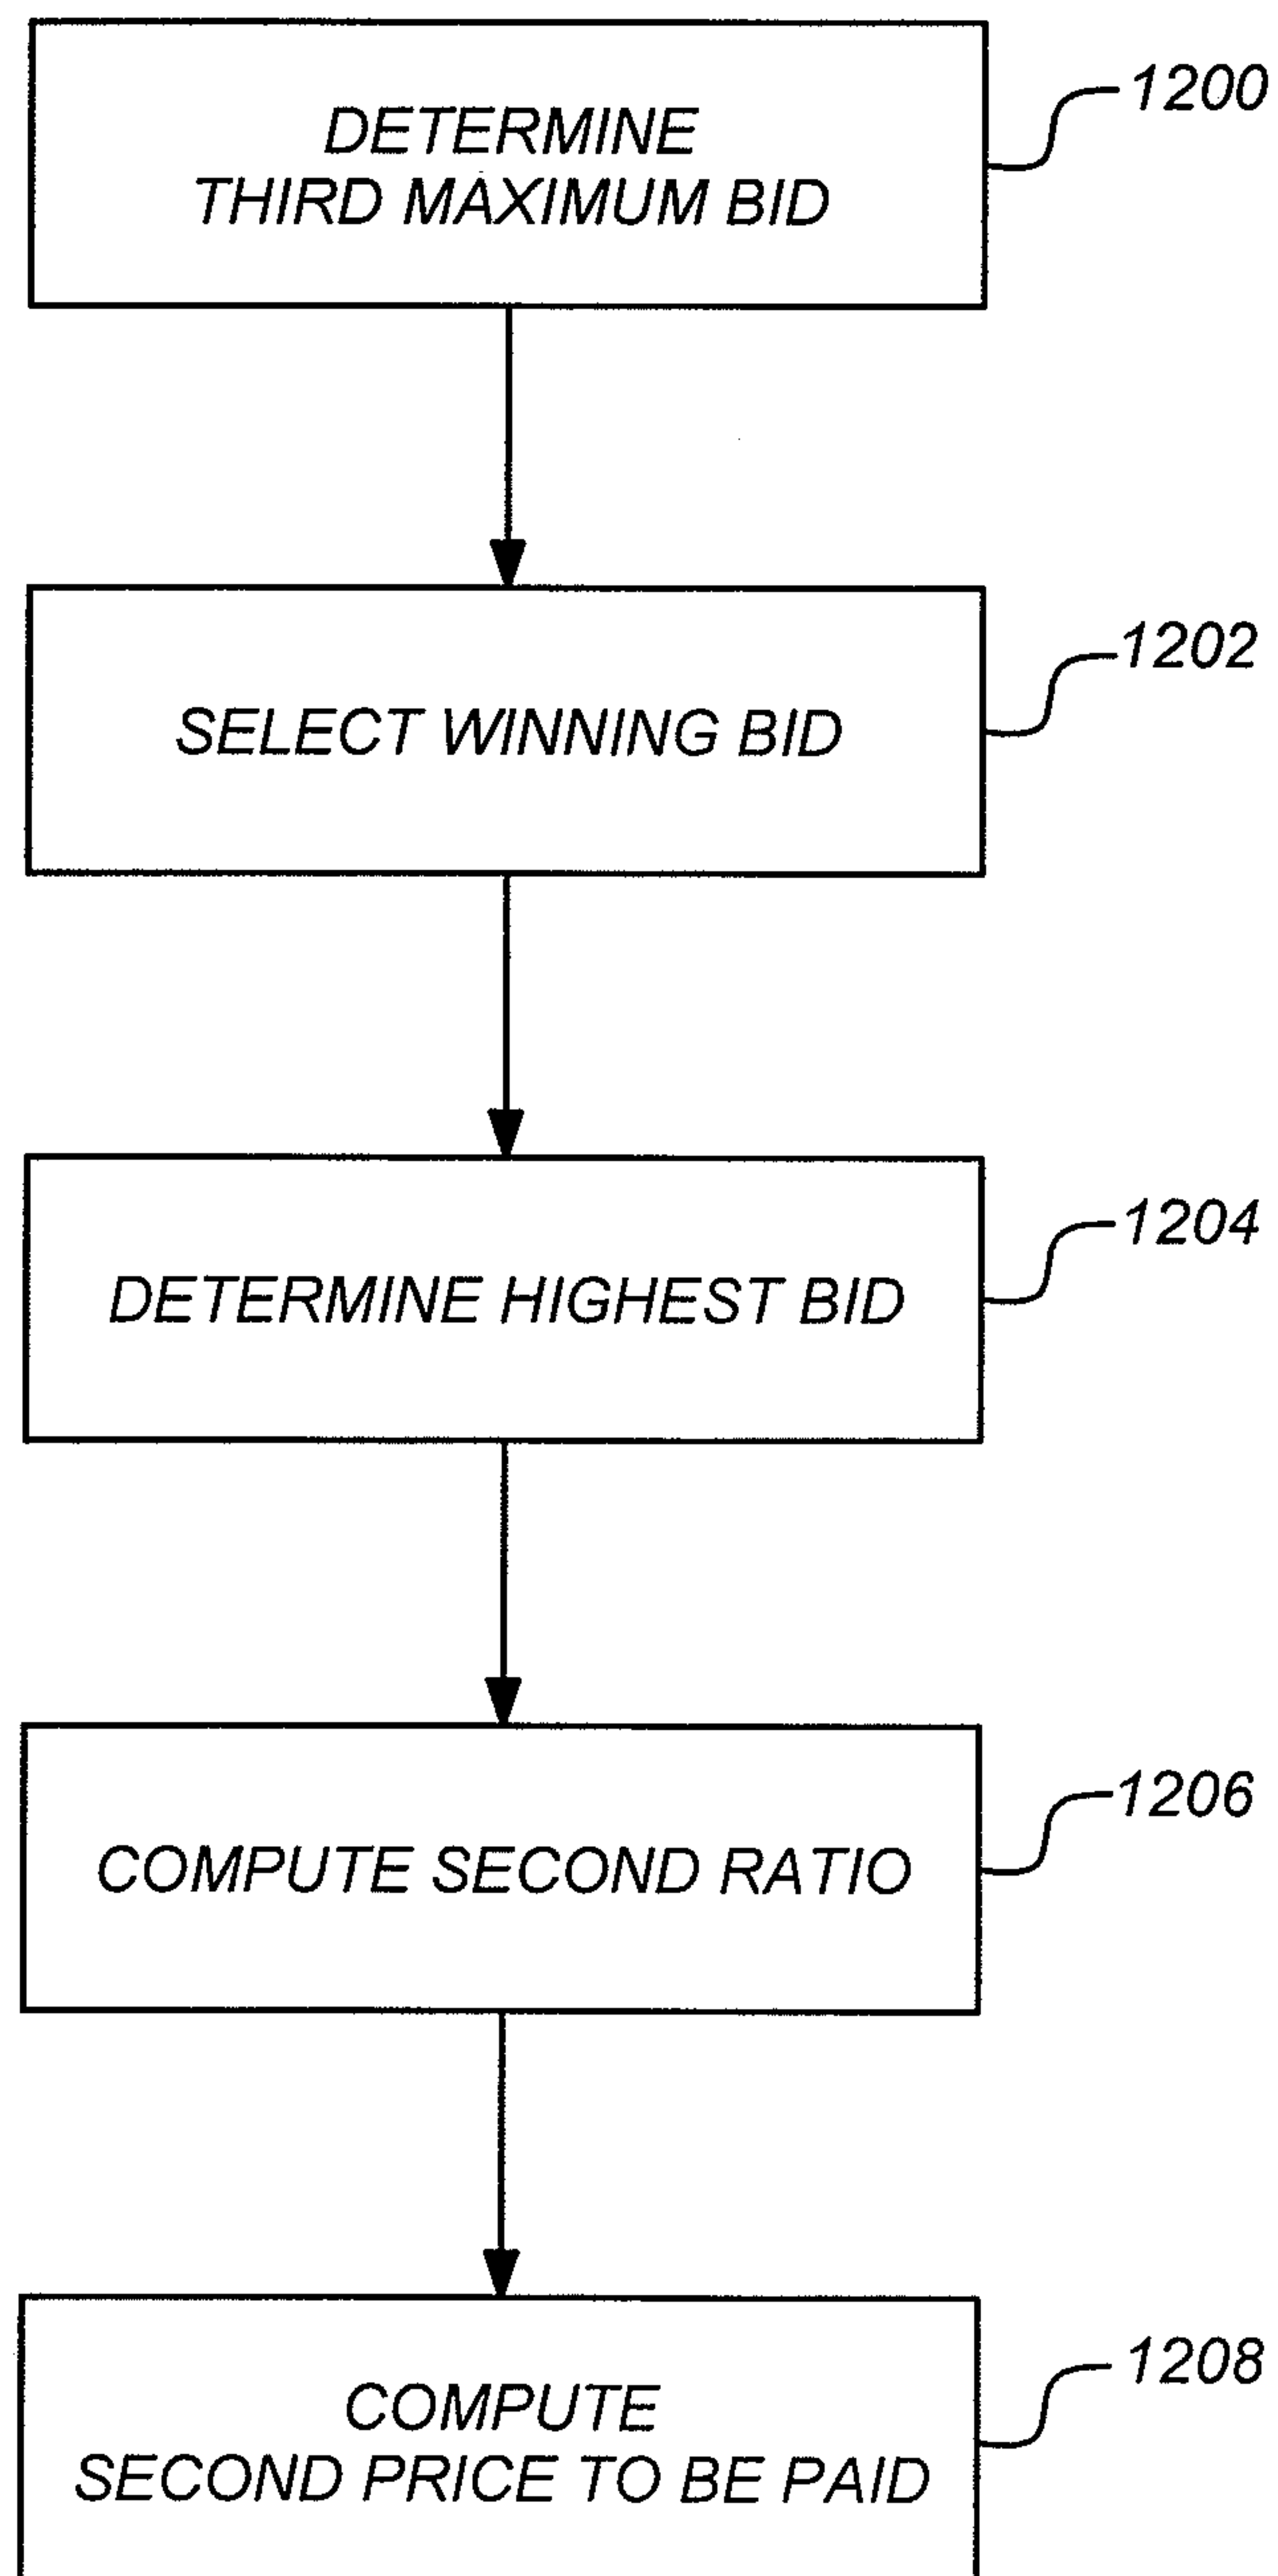 DETERMINE
THIRD MAXIMUM BID
1200
SELECT WINNING BID
1202
DETERMINE HIGHEST BID
1204
COMPUTE SECOND RATIO
1206
COMPUTE
SECOND PRICE TO BE PAID
1208